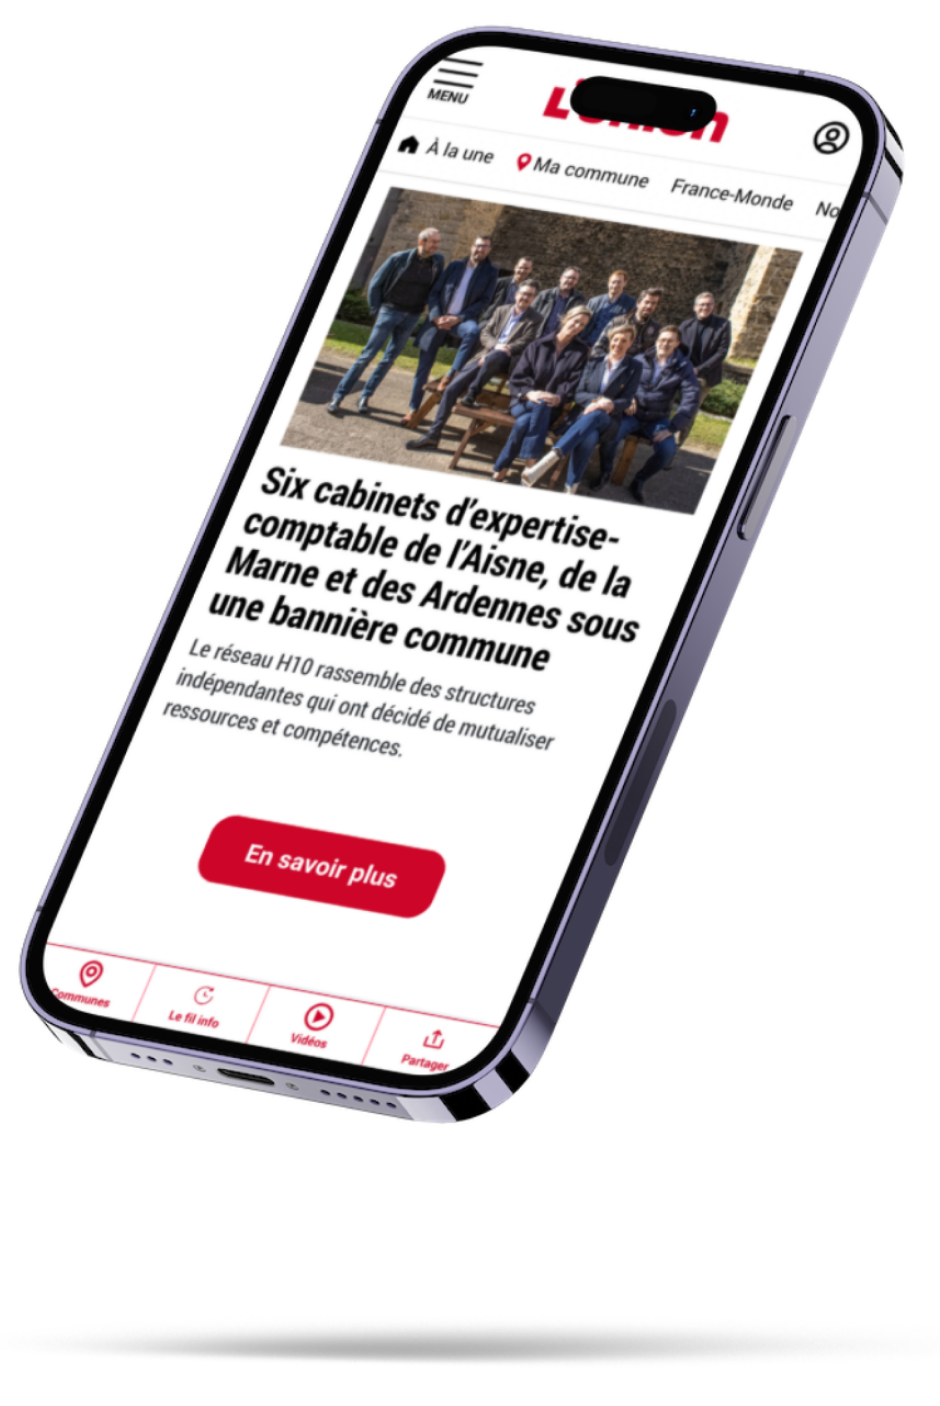 MENU
L'union
À la une
Ma commune
France-Monde
No
Six cabinets d'expertise-
comptable de l'Aisne, de la
Marne et des Ardennes sous
une bannière commune
Le réseau H10 rassemble des structures
indépendantes qui ont décidé de mutualiser
ressources et compétences.
En savoir plus
Communes
Le fil info
Vidéos
Partager